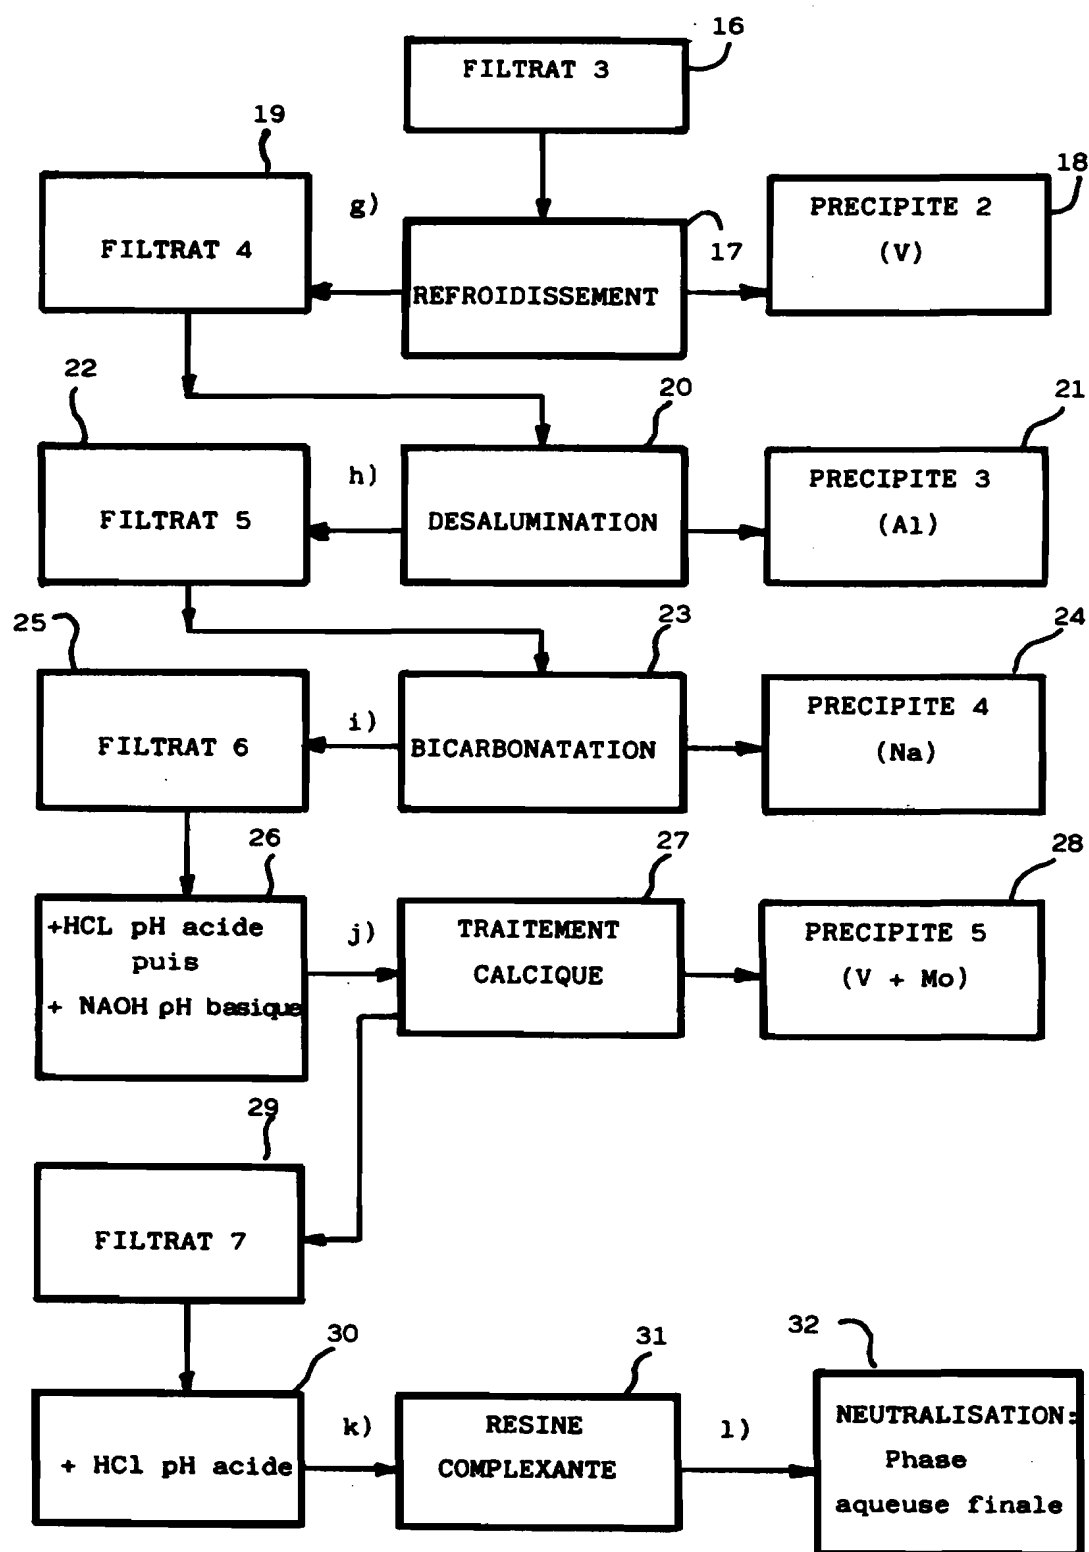 16
FILTRAT 3
19
18
g)
PRECIPITE 2
(V)
FILTRAT 4
17
REFROIDISSEMENT
22
20
21
h)
PRECIPITE 3
(Al)
FILTRAT 5
DESALUMINATION
25
23
24
i)
PRECIPITE 4
(Na)
FILTRAT 6
BICARBONATATION
26
27
28
+HCL pH acide
puis
+ NAOH pH basique
j)
TRAITEMENT
CALCIQUE
PRECIPITE 5
(V + Mo)
29
FILTRAT 7
30
31
32
+ HCl pH acide
k)
RESINE
COMPLEXANTE
l)
NEUTRALISATION:
Phase
aqueuse finale